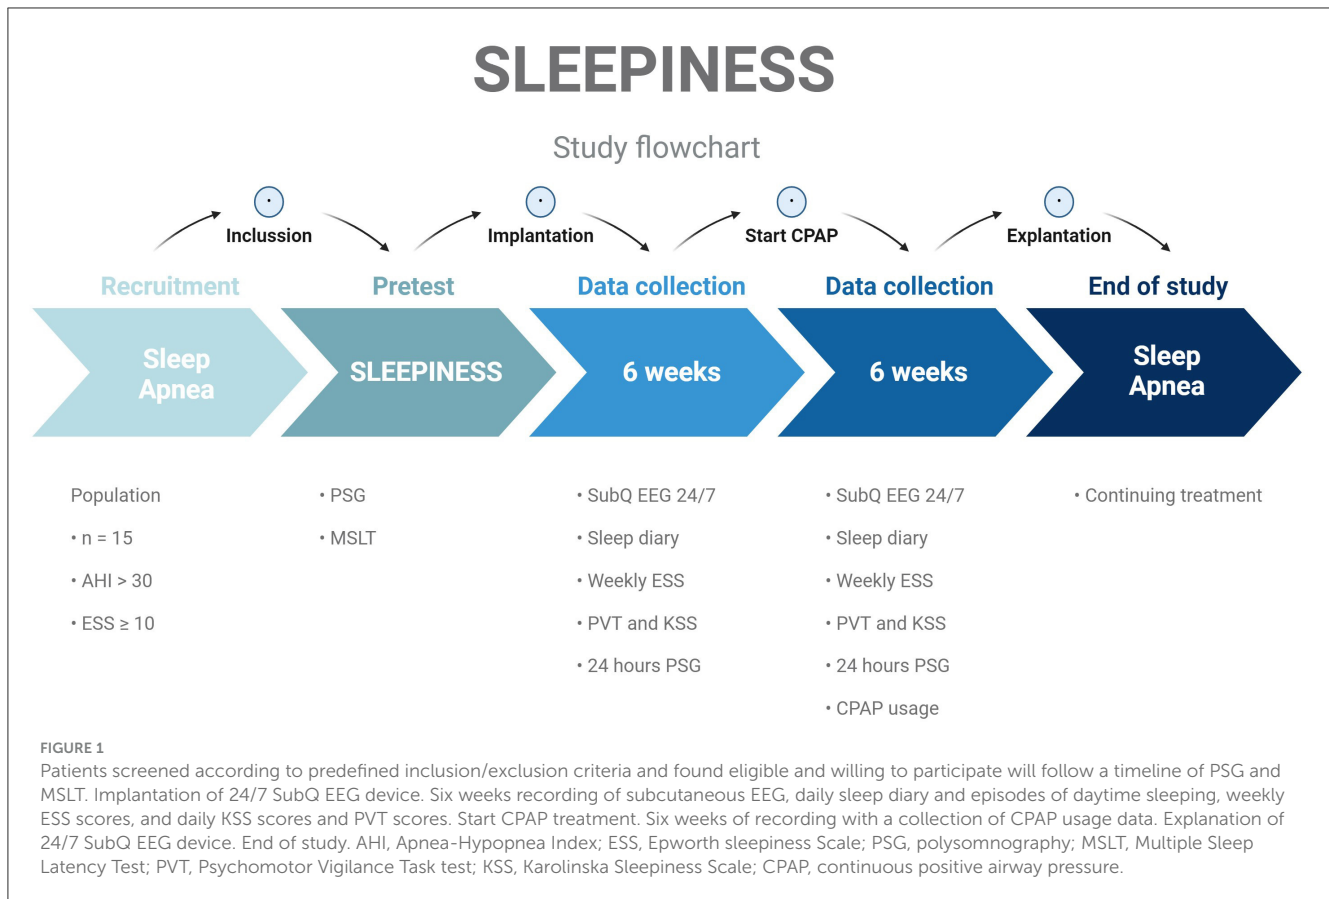 SLEEPINESS
Study flowchart
Inclussion
Implantation
Start CPAP
Explantation
Recruitment
Pretest
Data collection
Data collection
End of study
Sleep
Apnea
SLEEPINESS
6 weeks
6 weeks
Sleep
Apnea
Population
• n = 15
• AHI > 30
• ESS ≥ 10
• PSG
• MSLT
• SubQ EEG 24/7
• Sleep diary
• Weekly ESS
• PVT and KSS
• 24 hours PSG
• SubQ EEG 24/7
• Sleep diary
• Weekly ESS
• PVT and KSS
• 24 hours PSG
• CPAP usage
• Continuing treatment
FIGURE 1
Patients screened according to predefined inclusion/exclusion criteria and found eligible and willing to participate will follow a timeline of PSG and
MSLT. Implantation of 24/7 SubQ EEG device. Six weeks recording of subcutaneous EEG, daily sleep diary and episodes of daytime sleeping, weekly
ESS scores, and daily KSS scores and PVT scores. Start CPAP treatment. Six weeks of recording with a collection of CPAP usage data. Explanation of
24/7 SubQ EEG device. End of study. AHI, Apnea-Hypopnea Index; ESS, Epworth sleepiness Scale; PSG, polysomnography; MSLT, Multiple Sleep
Latency Test; PVT, Psychomotor Vigilance Task test; KSS, Karolinska Sleepiness Scale; CPAP, continuous positive airway pressure.